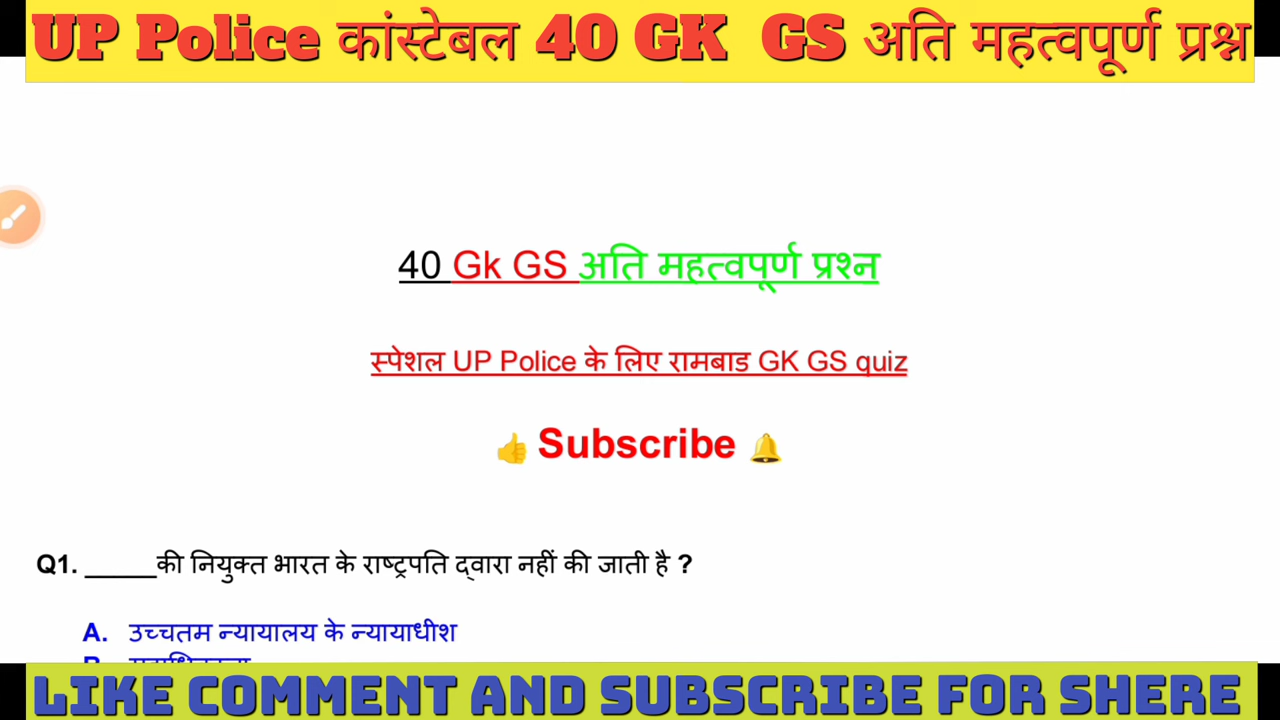 UP Police कांस्टेबल 40 GK GS अति महत्वपूर्ण प्रश्न
40 Gk GS अति महत्वपूर्ण प्रश्न
स्पेशल UP Police के लिए रामबाड GK GS quiz
👍 Subscribe 🔔
Q1. _____की नियुक्त भारत के राष्ट्रपति द्वारा नहीं की जाती है ?
A. उच्चतम न्यायालय के न्यायाधीश
B.
LIKE COMMENT AND SUBSCRIBE FOR SHERE